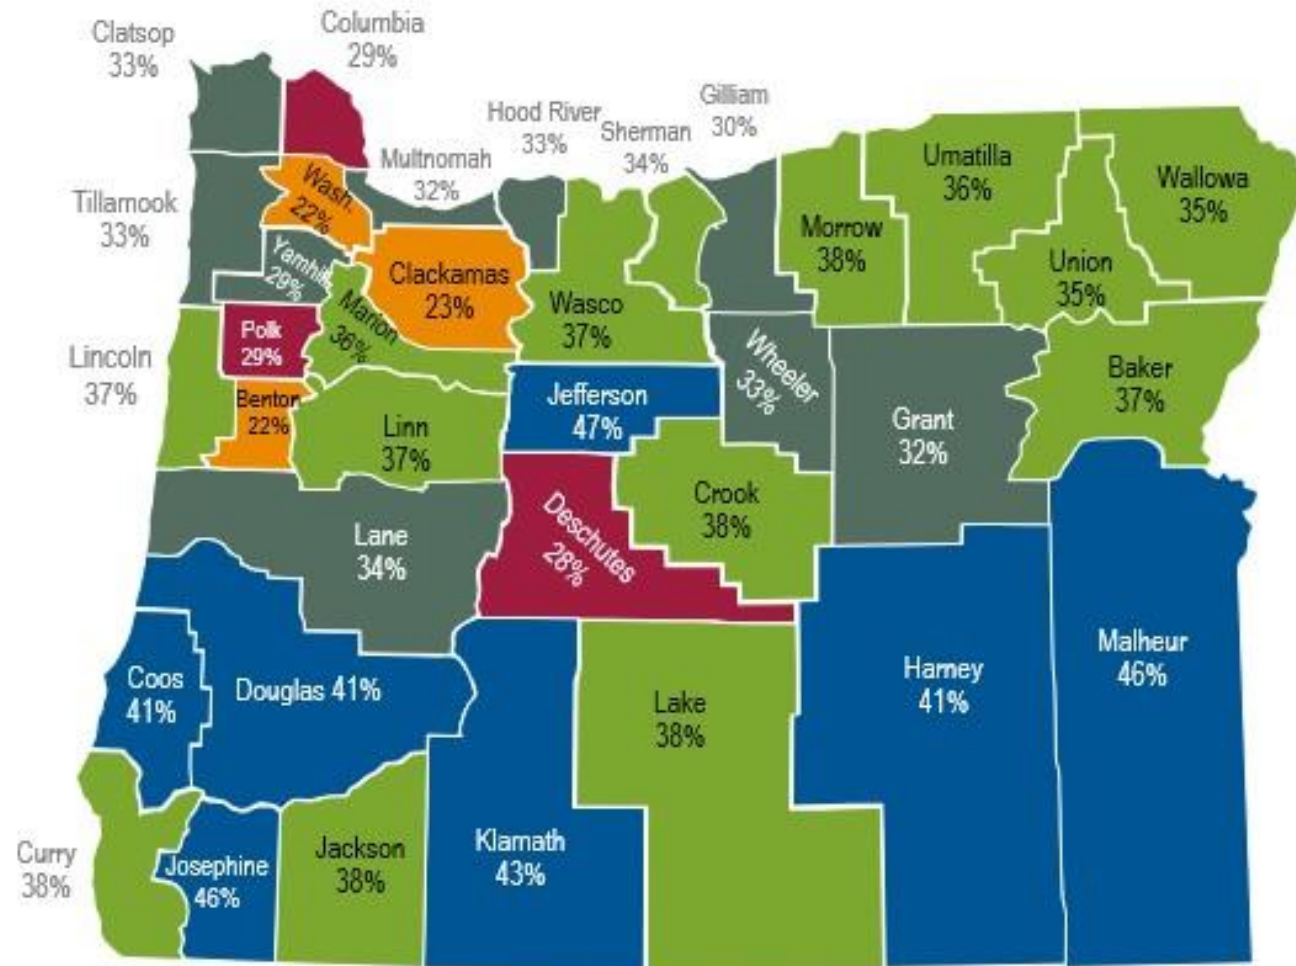 Clatsop
33%
Columbia
29%
Hood River
33%
Gilliam
30%
Sherman
34%
Multnomah
32%
Tillamook
33%
Wash.
22%
Umatilla
36%
Wallowa
35%
Morrow
38%
Union
35%
Yamhill
29%
Clackamas
23%
Marion
36%
Wasco
37%
Polk
29%
Lincoln
37%
Wheeler
33%
Baker
37%
Benton
22%
Linn
37%
Jefferson
47%
Grant
32%
Crook
38%
Lane
34%
Deschutes
28%
Coos
41%
Douglas 41%
Lake
38%
Harney
41%
Malheur
46%
Curry
38%
Josephine
46%
Jackson
38%
Klamath
43%